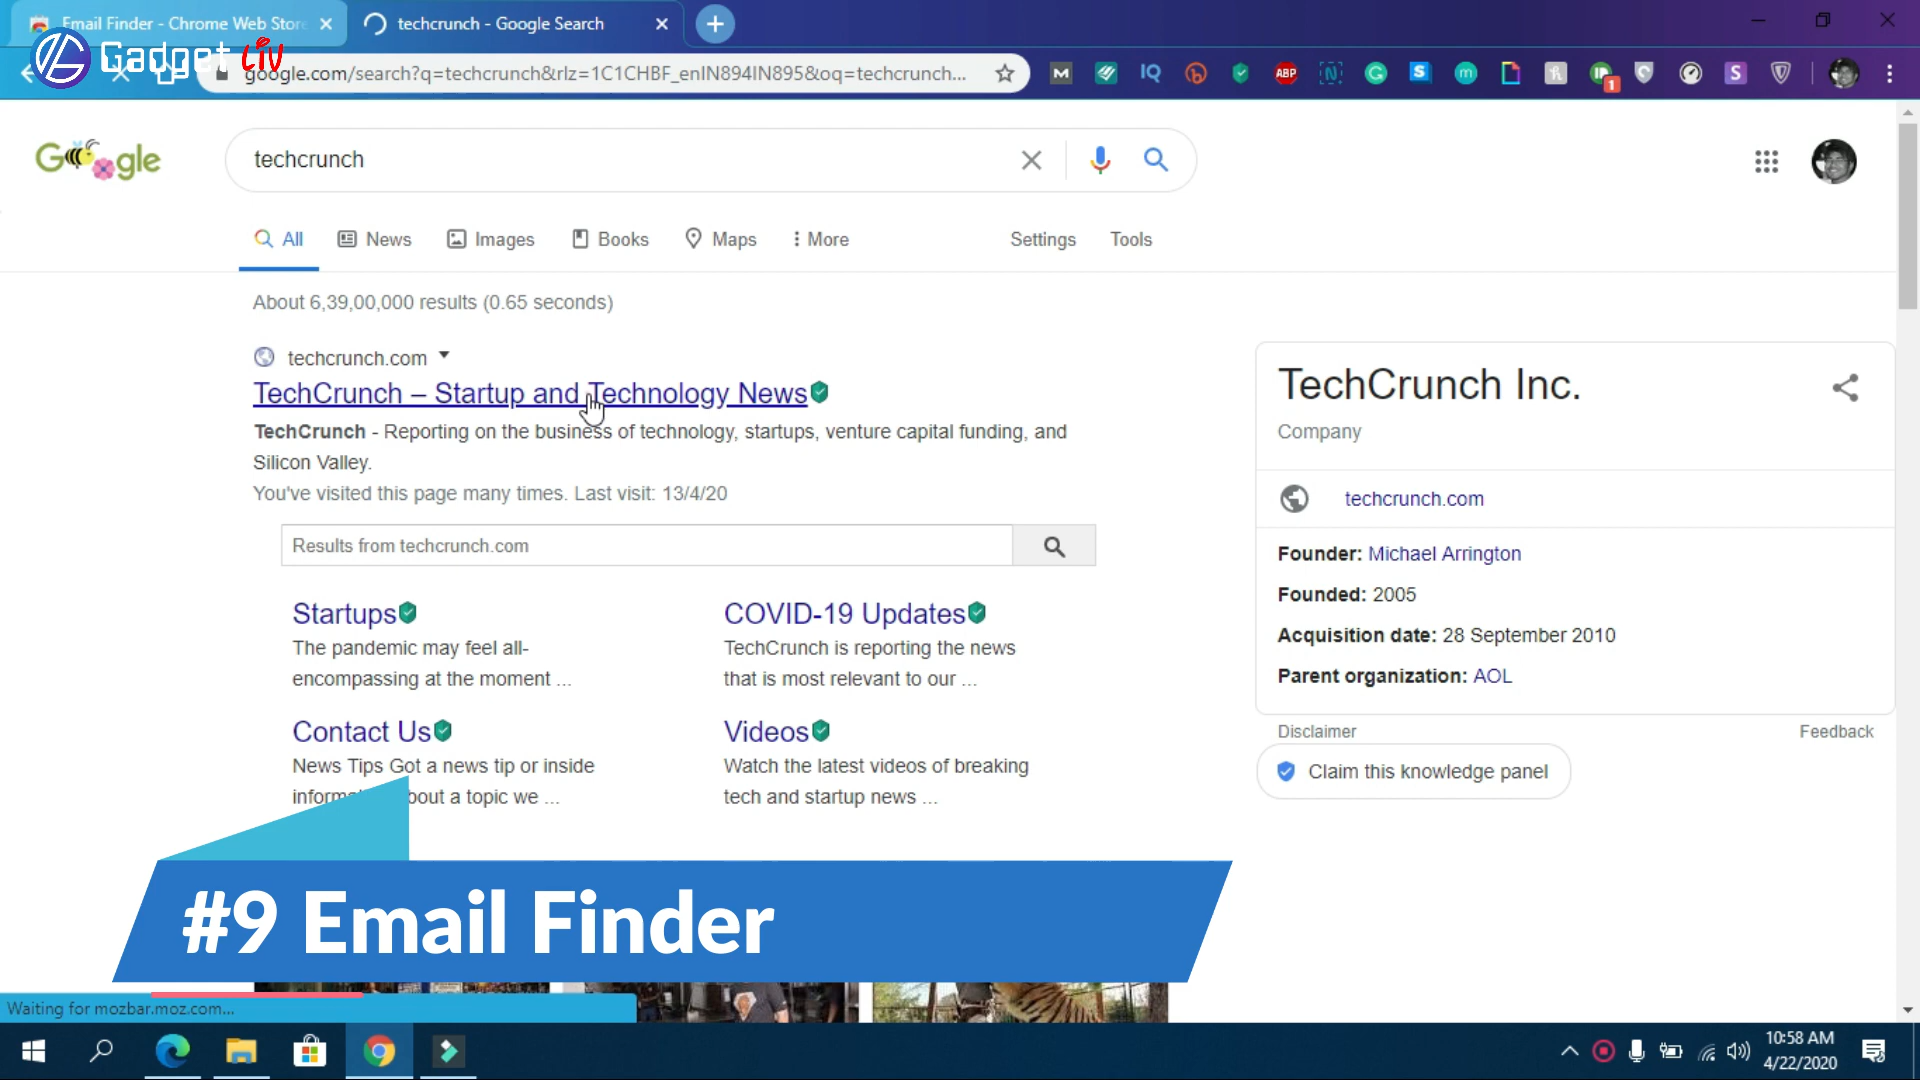 Email Finder - Chrome Web Store
techcrunch - Google Search
Gadget Liv
google.com/search?q=techcrunch&rlz=1C1CHBF_enIN894IN895&oq=techcrunch...
M IQ b ABP N G S m 1 S
Google
techcrunch
All News Images Books Maps More Settings Tools
About 6,39,00,000 results (0.65 seconds)
techcrunch.com
TechCrunch – Startup and Technology News
TechCrunch - Reporting on the business of technology, startups, venture capital funding, and
Silicon Valley.
You've visited this page many times. Last visit: 13/4/20
Results from techcrunch.com
Startups
The pandemic may feel all-
encompassing at the moment ...
COVID-19 Updates
TechCrunch is reporting the news
that is most relevant to our ...
Contact Us
News Tips Got a news tip or inside
about a topic we ...
Videos
Watch the latest videos of breaking
tech and startup news ...
TechCrunch Inc.
Company
techcrunch.com
Founder: Michael Arrington
Founded: 2005
Acquisition date: 28 September 2010
Parent organization: AOL
Disclaimer
Feedback
Claim this knowledge panel
#9 Email Finder
Waiting for mozbar.moz.com...
10:58 AM
4/22/2020